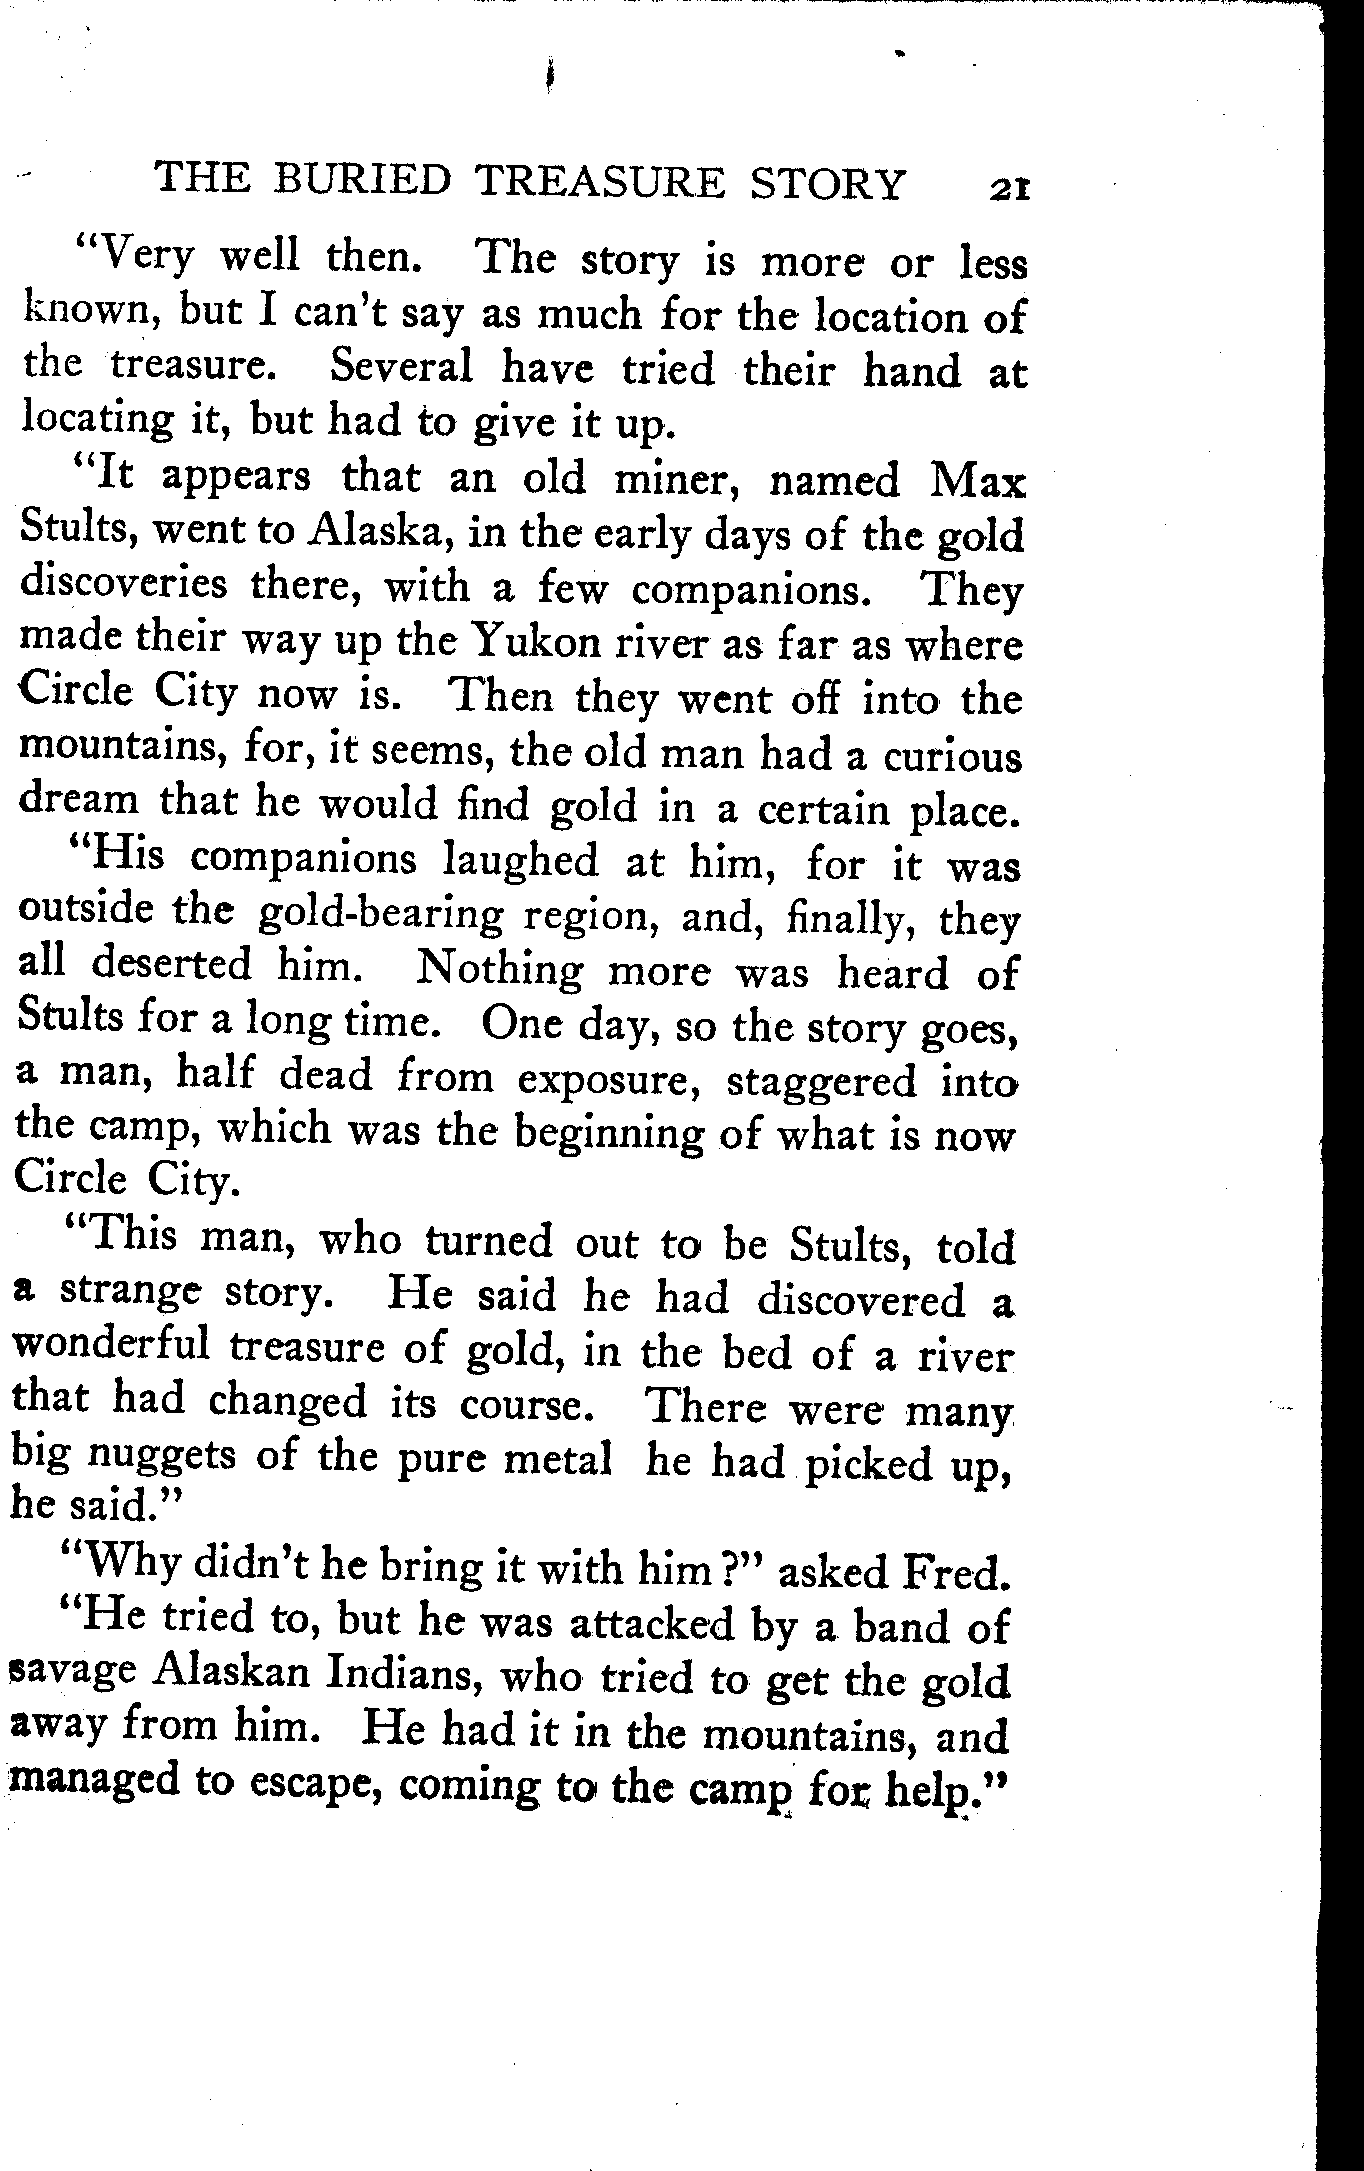 THE BURIED TREASURE STORY 21
"Very well then. The story is more or less
known, but I can't say as much for the location of
the treasure. Several have tried their hand at
locating it, but had to give it up.
"It appears that an old miner, named Max
Stults, went to Alaska, in the early days of the gold
discoveries there, with a few companions. They
made their way up the Yukon river as far as where
Circle City now is. Then they went off into the
mountains, for, it seems, the old man had a curious
dream that he would find gold in a certain place.
"His companions laughed at him, for it was
outside the gold-bearing region, and, finally, they
all deserted him. Nothing more was heard of
Stults for a long time. One day, so the story goes,
a man, half dead from exposure, staggered into
the camp, which was the beginning of what is now
Circle City.
"This man, who turned out to be Stults, told
a strange story. He said he had discovered a
wonderful treasure of gold, in the bed of a river
that had changed its course. There were many
big nuggets of the pure metal he had picked up,
he said."
"Why didn't he bring it with him?" asked Fred.
"He tried to, but he was attacked by a band of
savage Alaskan Indians, who tried to get the gold
away from him. He had it in the mountains, and
managed to escape, coming to the camp for help."